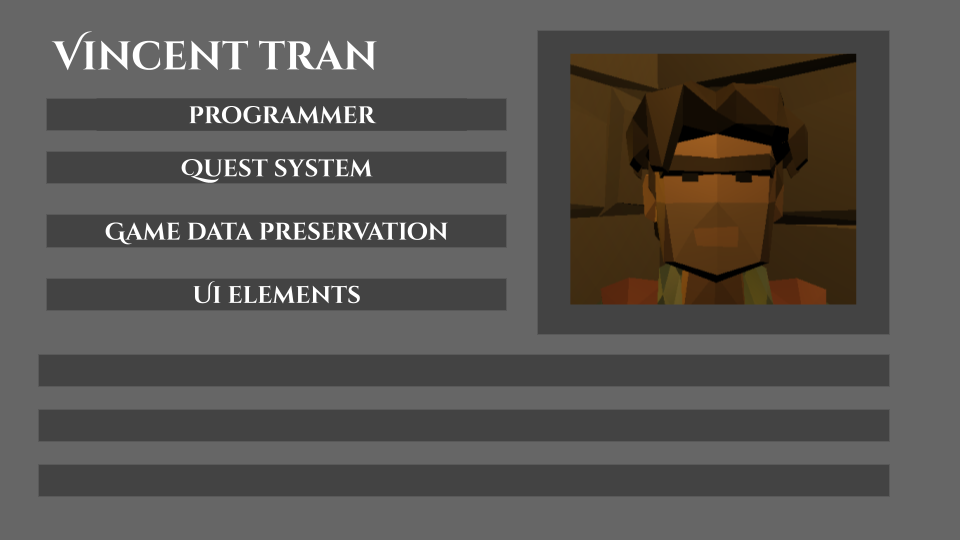 Vincent Tran
Programmer
Quest System
Game Data Preservation
UI Elements